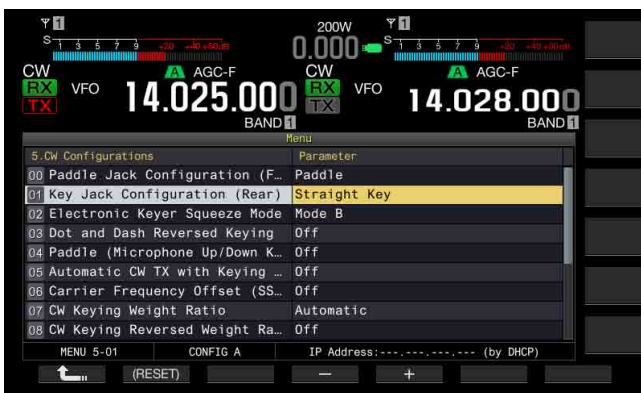 200W
1
1
S 1 3 5 7 9 +20 +40 +60dB
0.000
S 1 3 5 7 9 +20 +40 +60dB
CW A AGC-F
CW A AGC-F
RX VFO 14.025.000
RX VFO 14.028.000
TX
TX
BAND 1
BAND 1
Menu
5.CW Configurations Parameter
00 Paddle Jack Configuration (F… Paddle
01 Key Jack Configuration (Rear) Straight Key
02 Electronic Keyer Squeeze Mode Mode B
03 Dot and Dash Reversed Keying Off
04 Paddle (Microphone Up/Down K… Off
05 Automatic CW TX with Keying … Off
06 Carrier Frequency Offset (SS… Off
07 CW Keying Weight Ratio Automatic
08 CW Keying Reversed Weight Ra… Off
MENU 5-01 CONFIG A IP Address:---.---.---.--- (by DHCP)
(RESET) − +